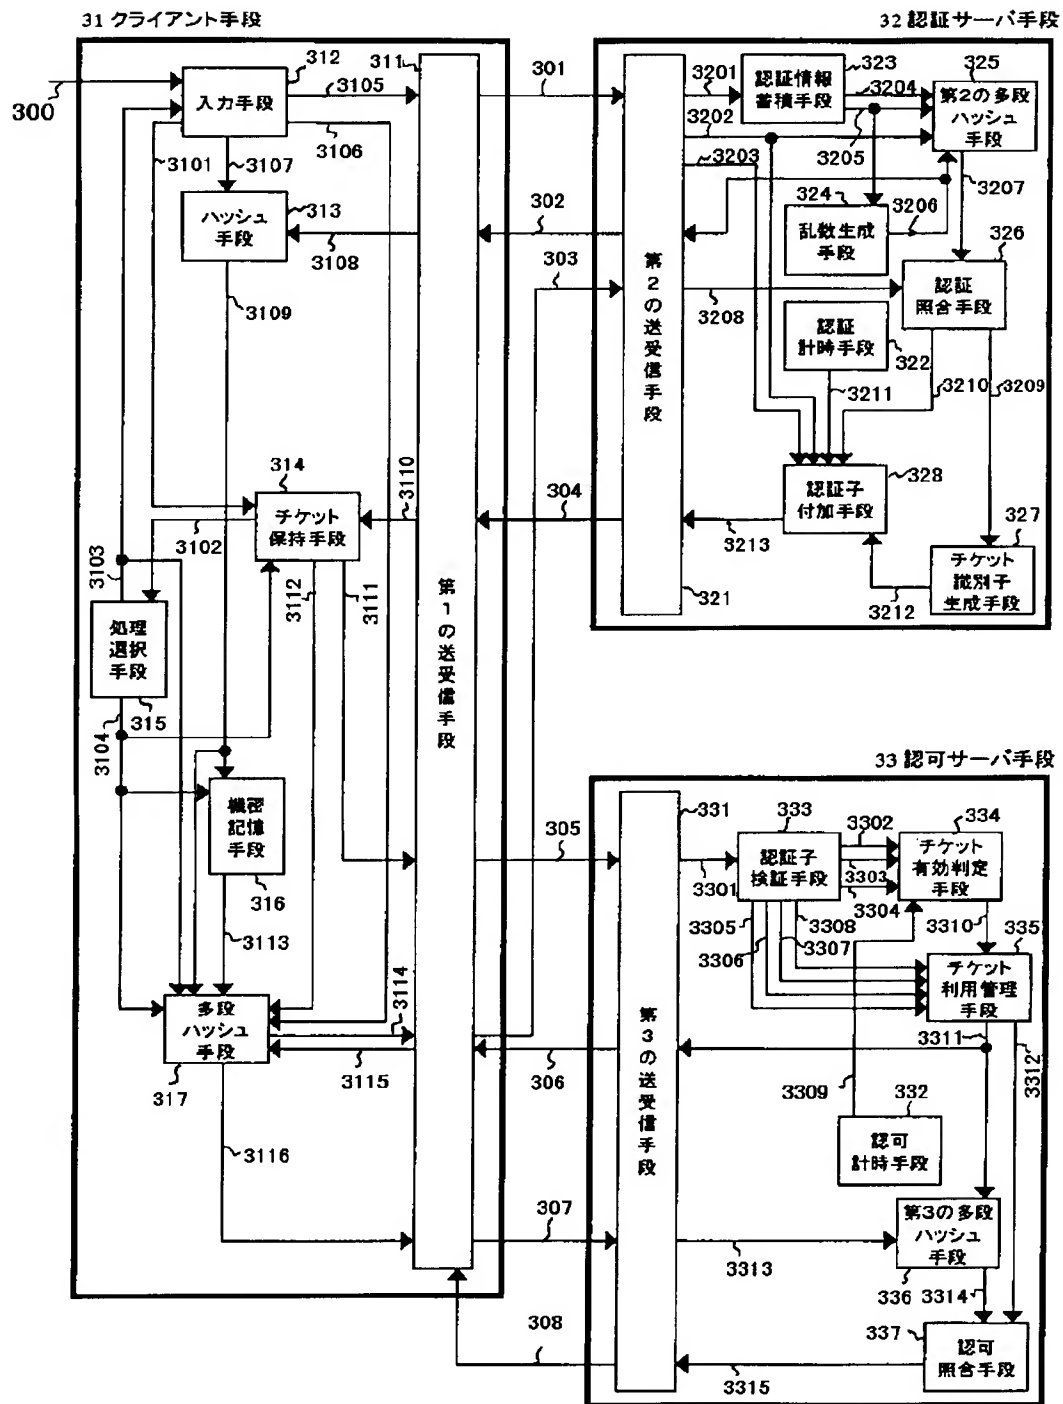 31 クライアント手段
32 認証サーバ手段
300
312
入力手段
3105
3106
3101
3107
311
301
3201
323
認証情報
蓄積手段
3204
325
第2の多段
ハッシュ
手段
3202
3203
3205
3207
313
ハッシュ
手段
3108
302
324
乱数生成
手段
3206
326
認証
照合手段
303
3109
3208
認証
計時手段
322
3210
3209
3211
第2の送受信手段
321
314
チケット
保持手段
3110
304
328
認証子
付加手段
3213
327
チケット
識別子
生成手段
3212
3102
3103
3112
3111
第1の送受信手段
処理
選択
手段
315
3104
機密
記憶
手段
316
3113
33 認可サーバ手段
305
331
3301
333
認証子
検証手段
3302
3303
3304
334
チケット
有効判定
手段
3305
3306
3307
3308
3310
335
チケット
利用管理
手段
3311
3312
多段
ハッシュ
手段
317
3114
3115
306
第3の送受信手段
3309
332
認可
計時手段
3116
307
3313
第3の多段
ハッシュ
手段
336
3314
308
337
認可
照合手段
3315